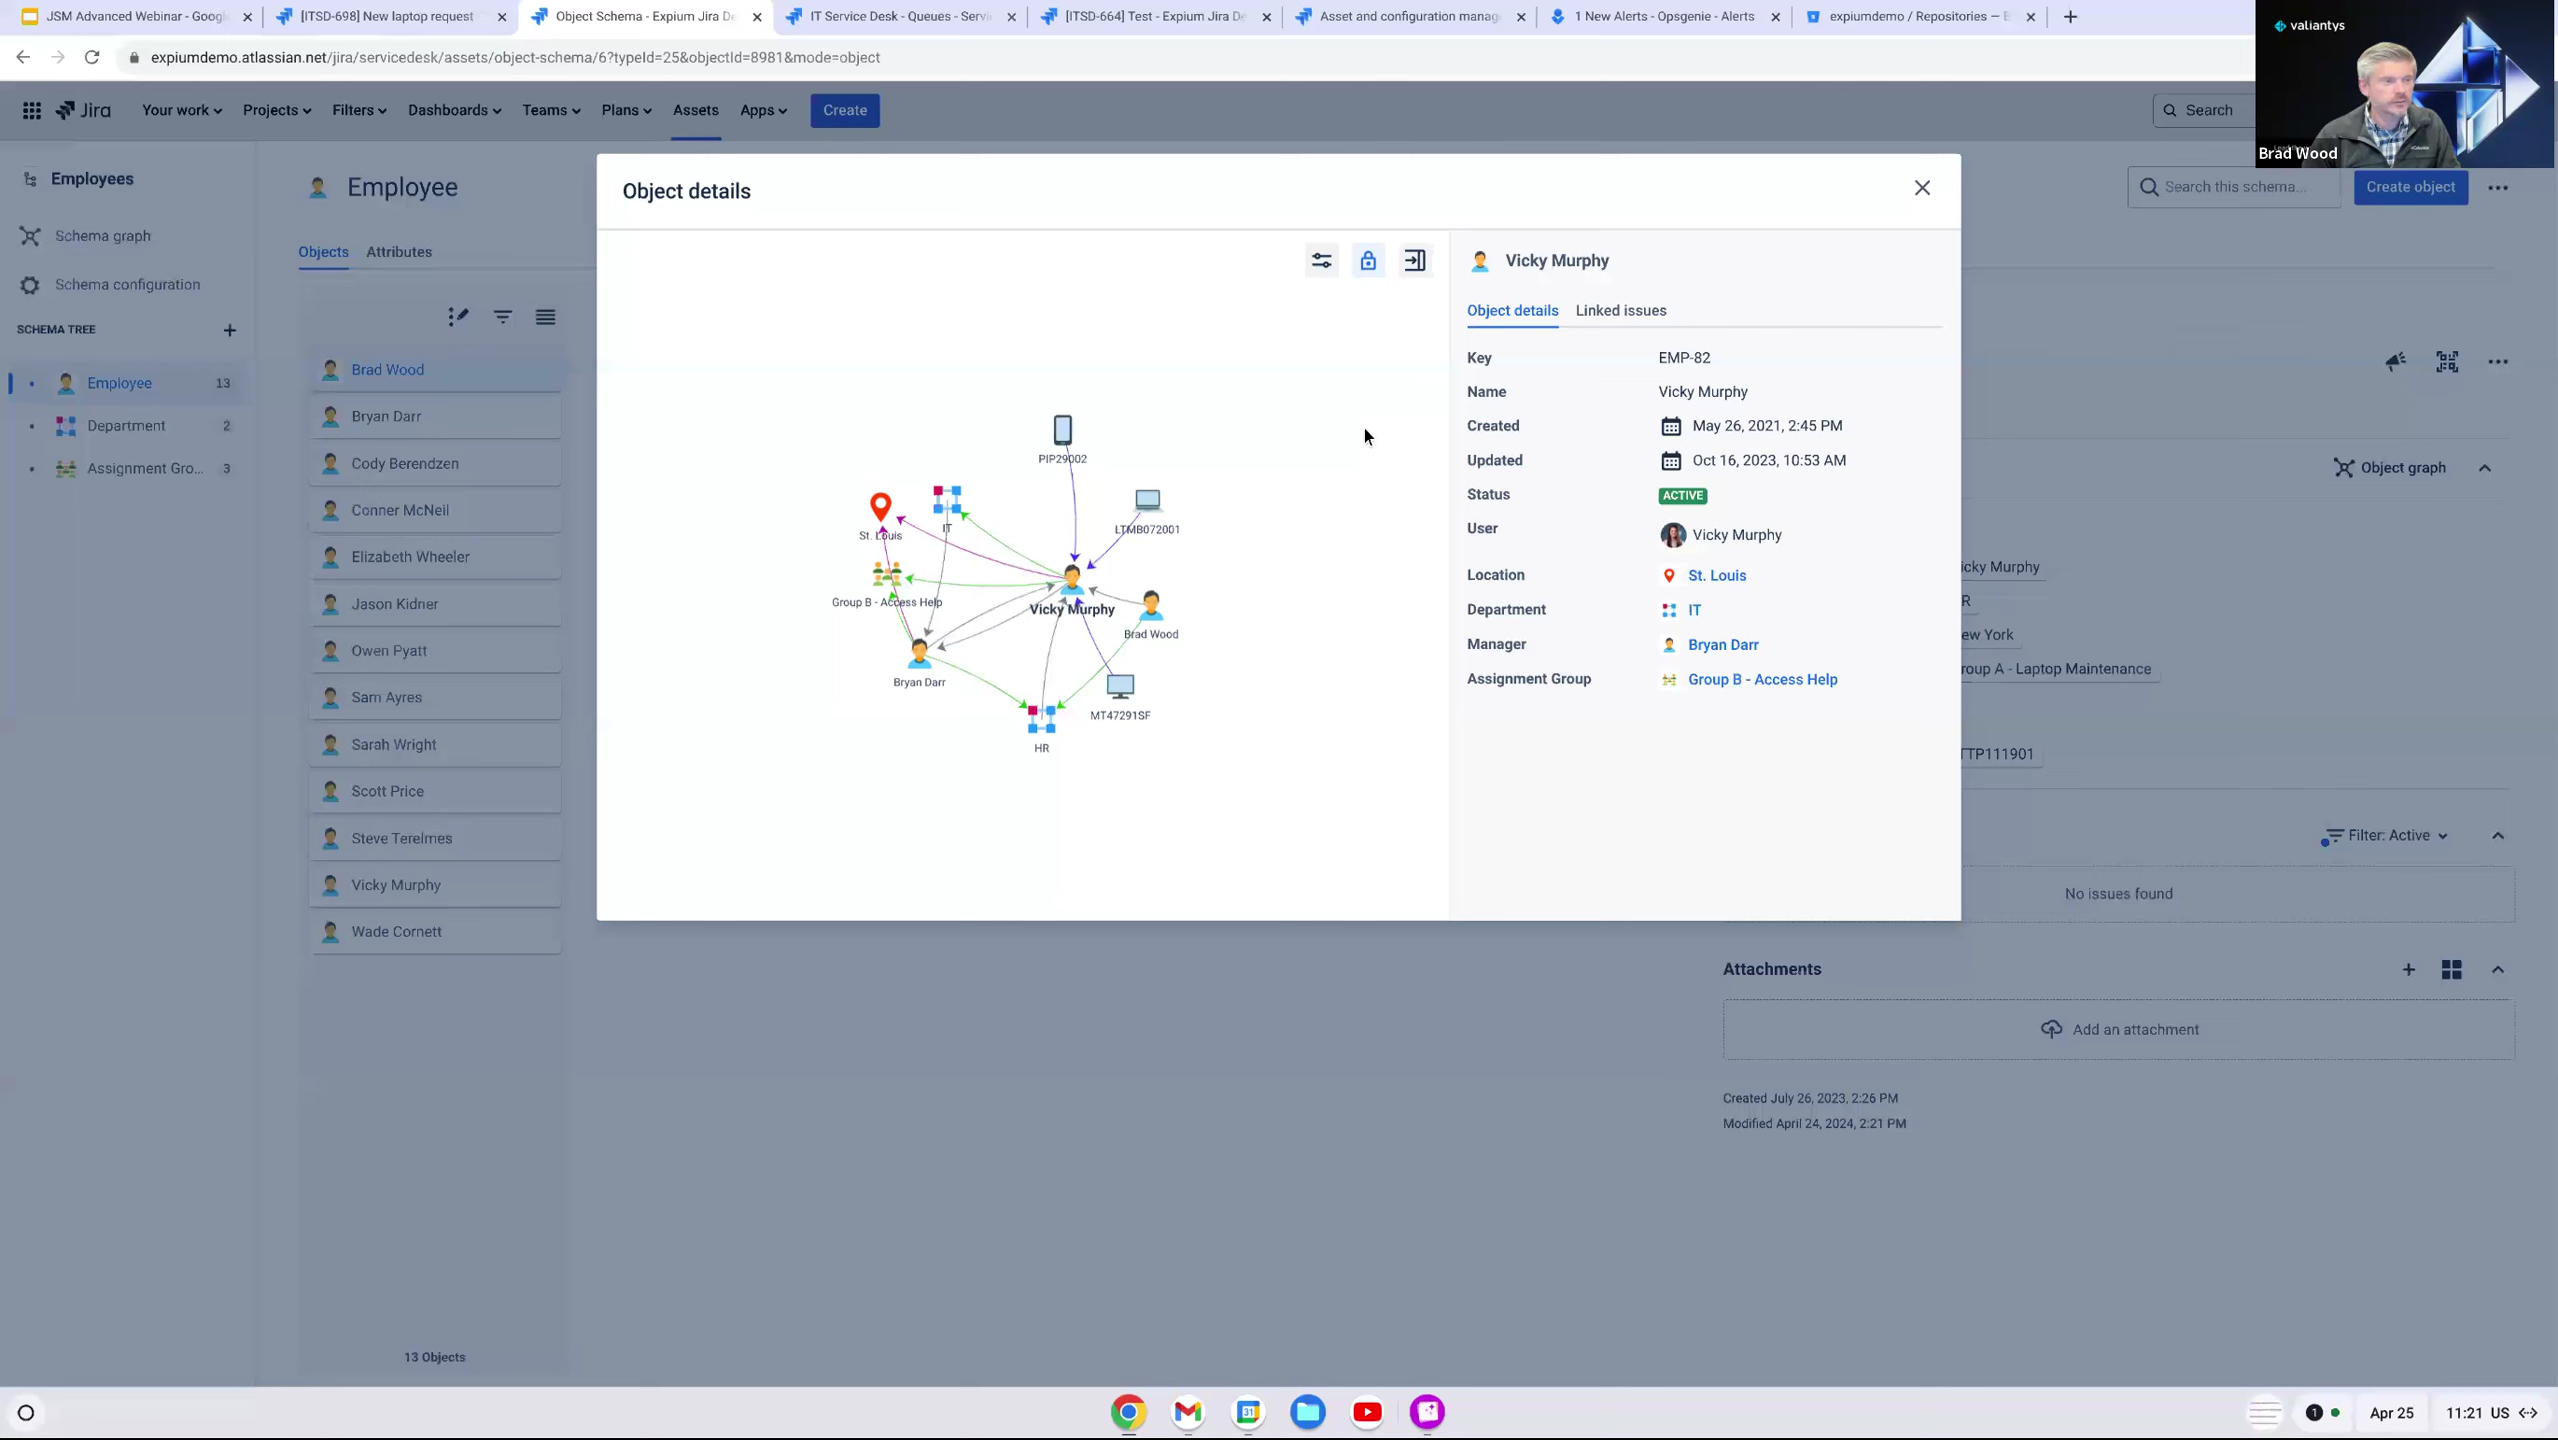 JSM Advanced Webinar - Googl
[ITSD-698] New laptop request
Object Schema - Expium Jira De
IT Service Desk - Queues - Servi
[ITSD-664] Test - Expium Jira De
Asset and configuration manag
1 New Alerts - Opsgenie - Alerts
expiumdemo / Repositories —
expiumdemo.atlassian.net/jira/servicedesk/assets/object-schema/6?typeId=25&objectId=8981&mode=object
valiantys
Brad Wood
Jira
Your work
Projects
Filters
Dashboards
Teams
Plans
Assets
Apps
Create
Search
Employees
Schema graph
Schema configuration
SCHEMA TREE
Employee 13
Department 2
Assignment Gro... 3
Employee
Objects
Attributes
Search this schema...
Create object
Brad Wood
Bryan Darr
Cody Berendzen
Conner McNeil
Elizabeth Wheeler
Jason Kidner
Owen Pyatt
Sam Ayres
Sarah Wright
Scott Price
Steve Terelmes
Vicky Murphy
Wade Cornett
13 Objects
Object details
PIP29002
LTMB072001
St. Louis
IT
Group B - Access Help
Vicky Murphy
Brad Wood
Bryan Darr
MT47291SF
HR
Vicky Murphy
Object details
Linked issues
Key EMP-82
Name Vicky Murphy
Created May 26, 2021, 2:45 PM
Updated Oct 16, 2023, 10:53 AM
Status ACTIVE
User Vicky Murphy
Location St. Louis
Department IT
Manager Bryan Darr
Assignment Group Group B - Access Help
Object graph
icky Murphy
R
ew York
roup A - Laptop Maintenance
TTP111901
Filter: Active
No issues found
Attachments
Add an attachment
Created July 26, 2023, 2:26 PM
Modified April 24, 2024, 2:21 PM
31
1
Apr 25
11:21 US